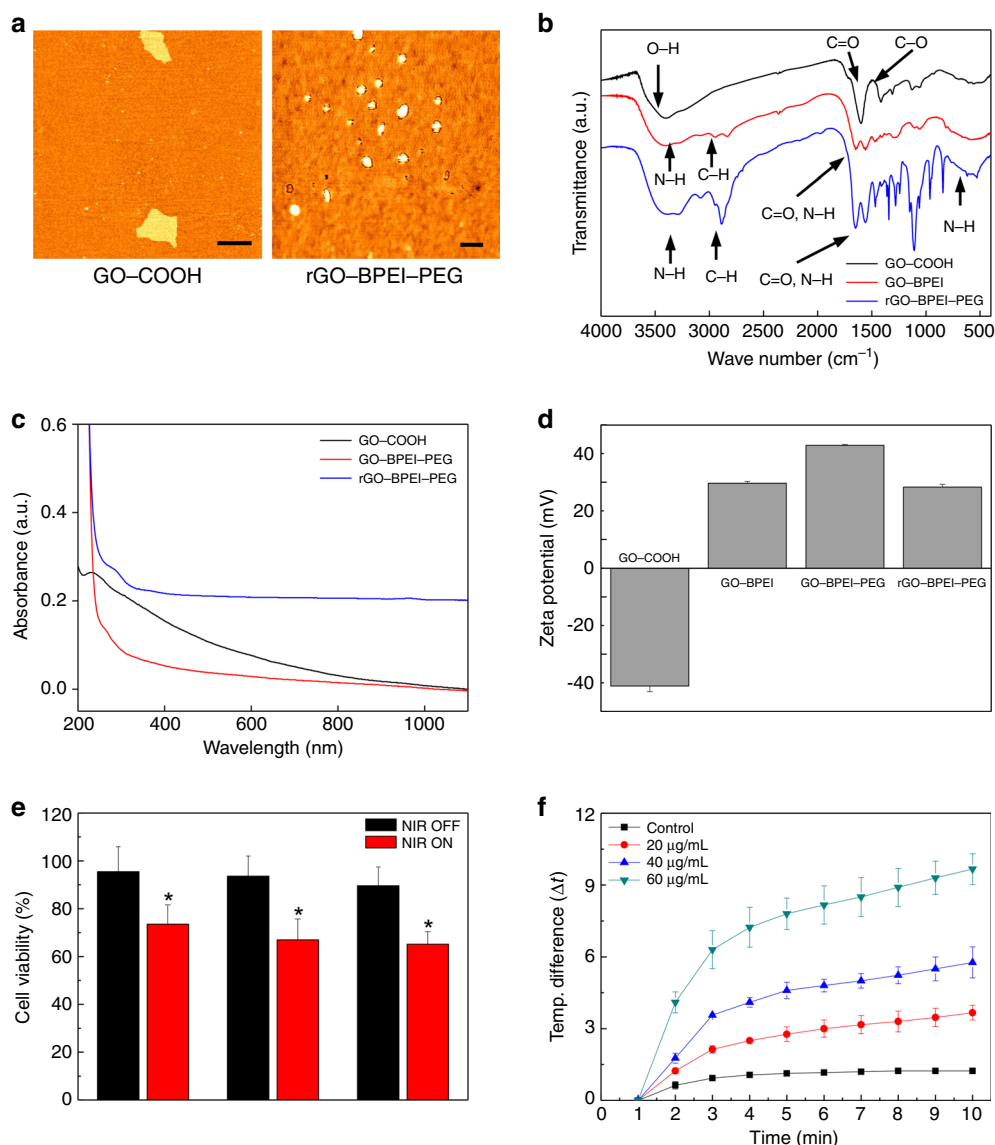 a
GO–COOH
rGO–BPEI–PEG
b
O–H
C=O
C–O
N–H
C–H
C=O, N–H
N–H
N–H
C–H
C=O, N–H
GO–COOH
GO–BPEI
rGO–BPEI–PEG
Transmittance (a.u.)
4000 3500 3000 2500 2000 1500 1000 500
Wave number (cm⁻¹)
c
0.6
0.4
0.2
0.0
Absorbance (a.u.)
GO–COOH
GO–BPEI–PEG
rGO–BPEI–PEG
200 400 600 800 1000
Wavelength (nm)
d
40
20
0
-20
-40
Zeta potential (mV)
GO–COOH
GO–BPEI
GO–BPEI–PEG
rGO–BPEI–PEG
e
120
100
80
60
40
20
0
Cell viability (%)
NIR OFF
NIR ON
* * *
f
12
9
6
3
0
Temp. difference (Δt)
Control
20 µg/mL
40 µg/mL
60 µg/mL
0 1 2 3 4 5 6 7 8 9 10
Time (min)